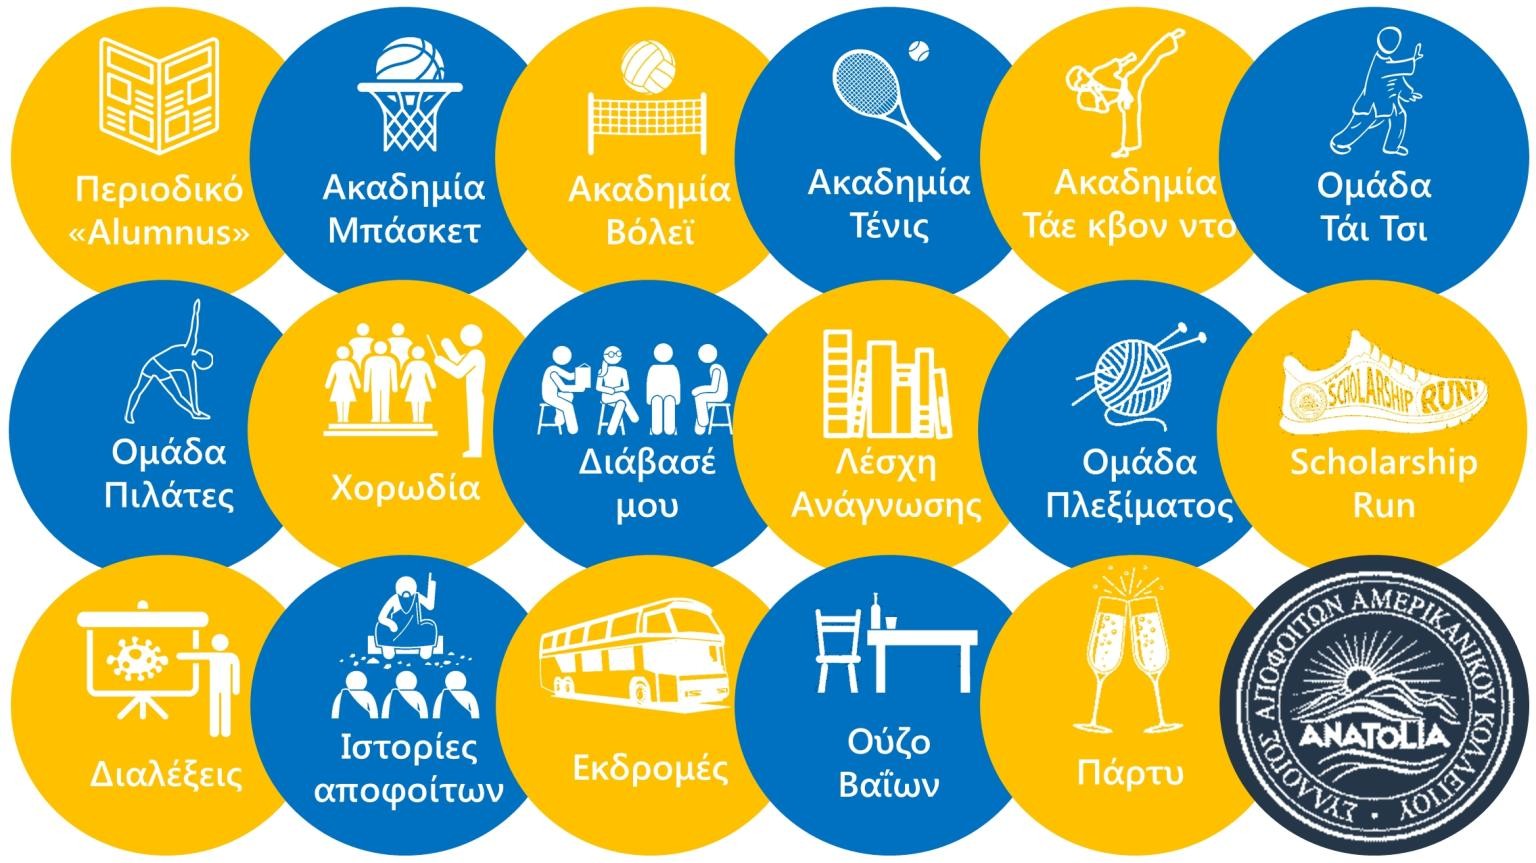 Περιοδικό
«Alumnus»
Ακαδημία
Μπάσκετ
Ακαδημία
Βόλεϊ
Ακαδημία
Τένις
Ακαδημία
Τάε κβον ντο
Ομάδα
Τάι Τσι
Ομάδα
Πιλάτες
Χορωδία
Διάβασέ
μου
Λέσχη
Ανάγνωσης
Ομάδα
Πλεξίματος
SCHOLARSHIP RUN!
Scholarship
Run
Διαλέξεις
Ιστορίες
αποφοίτων
Εκδρομές
Ούζο
Βαΐων
Πάρτυ
ΣΥΛΛΟΓΟΣ ΑΠΟΦΟΙΤΩΝ ΑΜΕΡΙΚΑΝΙΚΟΥ ΚΟΛΛΕΓΙΟΥ
ANATOLIA